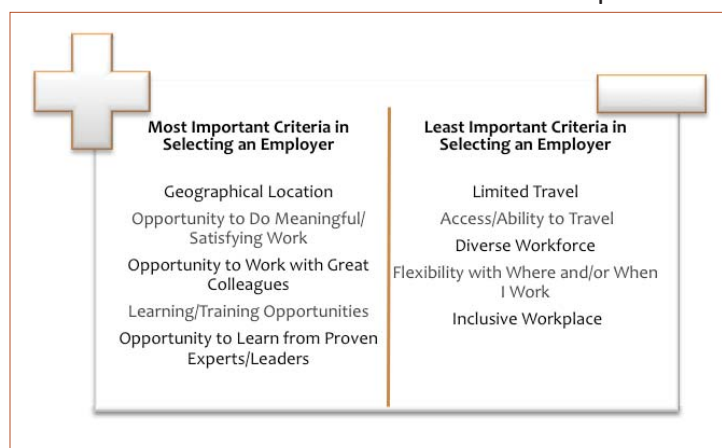 Most Important Criteria in
Selecting an Employer
Geographical Location
Opportunity to Do Meaningful/
Satisfying Work
Opportunity to Work with Great
Colleagues
Learning/Training Opportunities
Opportunity to Learn from Proven
Experts/Leaders
Least Important Criteria in
Selecting an Employer
Limited Travel
Access/Ability to Travel
Diverse Workforce
Flexibility with Where and/or When
I Work
Inclusive Workplace